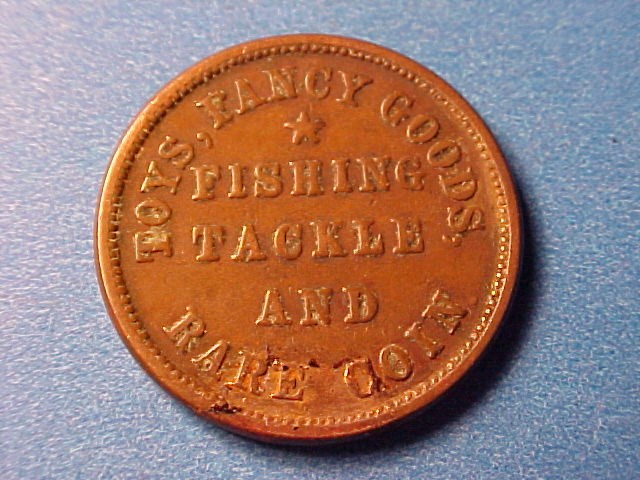 TOYS, FANCY GOODS,
FISHING
TACKLE
AND
RARE COIN.